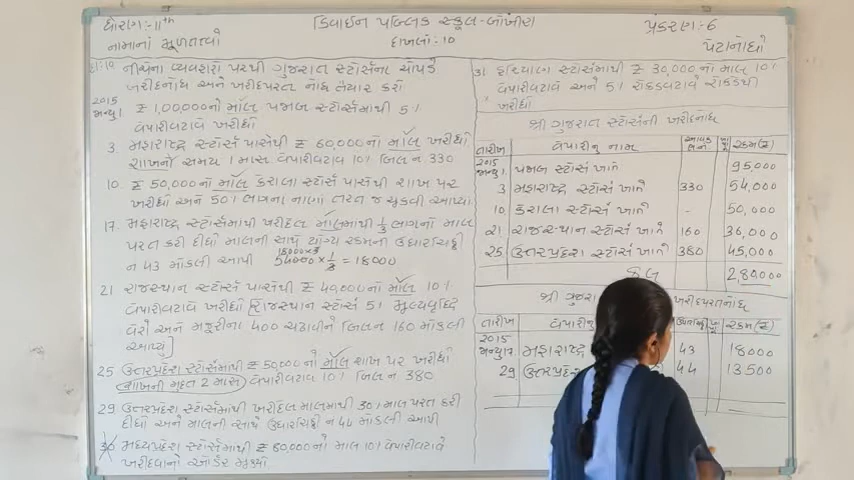 ધોરણ:-11th
ડિવાઈન પબ્લિક સ્કૂલ-બોખીરા
પ્રકરણ:-6
નામાંના મૂળતત્વો
દાખલો:10
પેટાનોંધો
દા:10 નીચેના વ્યવહારો પરથી ગુજરાત સ્ટોર્સના ચોપડે
ખરીદનોંધ અને ખરીદપરત નોંધ તૈયાર કરો
2015
જાન્યુ.1 ₹ 1,00,000નો માલ પંજાબ સ્ટોર્સમાંથી 5%
વેપારીવટાવે ખરીદ્યો
3. મહારાષ્ટ્ર સ્ટોર્સ પાસેથી ₹ 60,000નો માલ ખરીદ્યો
શાખનો સમય 1 માસ વેપારીવટાવ 10% બિલ નં 330
10. ₹ 50,000નો માલ કેરાલા સ્ટોર્સ પાસેથી શાખ પર
ખરીદ્યો અને 50% ભાગના નાણાં તરત જ ચૂકવી આપ્યા
17. મહારાષ્ટ્ર સ્ટોર્સમાંથી ખરીદેલ માલમાંથી 1/3 ભાગનો માલ
પરત કરી દીધો માલની સાથે યોગ્ય રકમની ઉધારચિઠ્ઠી
નં 43 મોકલી આપી 54000 × 1/3 = 18000
21 રાજસ્થાન સ્ટોર્સ પાસેથી ₹ 40,000નો માલ 10%
વેપારીવટાવે ખરીદ્યો [રાજસ્થાન સ્ટોર્સે 5% મૂલ્યવૃદ્ધિ
વેરો અને મજૂરીના 400 ચડાવીને બિલ નં 160 મોકલી
આપ્યું]
25 ઉત્તરપ્રદેશ સ્ટોર્સમાંથી ₹ 50,000નો માલ શાખ પર ખરીદ્યો
(શાખની મુદત 2 માસ) વેપારીવટાવ 10% બિલ નં 380
29 ઉત્તરપ્રદેશ સ્ટોર્સમાંથી ખરીદેલ માલમાંથી 30% માલ પરત કરી
દીધો અને માલની સાથે ઉધારચિઠ્ઠી નં 44 મોકલી આપી
30 મધ્યપ્રદેશ સ્ટોર્સમાંથી ₹ 80,000નો માલ 10% વેપારીવટાવે
ખરીદવાનો ઓર્ડર મૂક્યો
31 હરિયાણા સ્ટોર્સમાંથી ₹ 30,000નો માલ 10%
વેપારીવટાવે અને 5% રોકડવટાવે રોકડેથી
ખરીદ્યો
શ્રી ગુજરાત સ્ટોર્સની ખરીદનોંધ
તારીખ વેપારીનું નામ આવક ભ.નં. ખા. પા. રકમ(₹)
2015
જાન્યુ.1 પંજાબ સ્ટોર્સ ખાતે 95,000
3 મહારાષ્ટ્ર સ્ટોર્સ ખાતે 330 54,000
10 કેરાલા સ્ટોર્સ ખાતે - 50,000
21 રાજસ્થાન સ્ટોર્સ ખાતે 160 36,000
25 ઉત્તરપ્રદેશ સ્ટોર્સ ખાતે 380 45,000
કુલ 2,80,000
શ્રી ગુજરા ખરીદપરતનોંધ
તારીખ વેપારીનું રકમ(₹)
2015
જાન્યુ.17 મહારાષ્ટ્ર 43 18000
29 ઉત્તરપ્રદેશ 44 13500